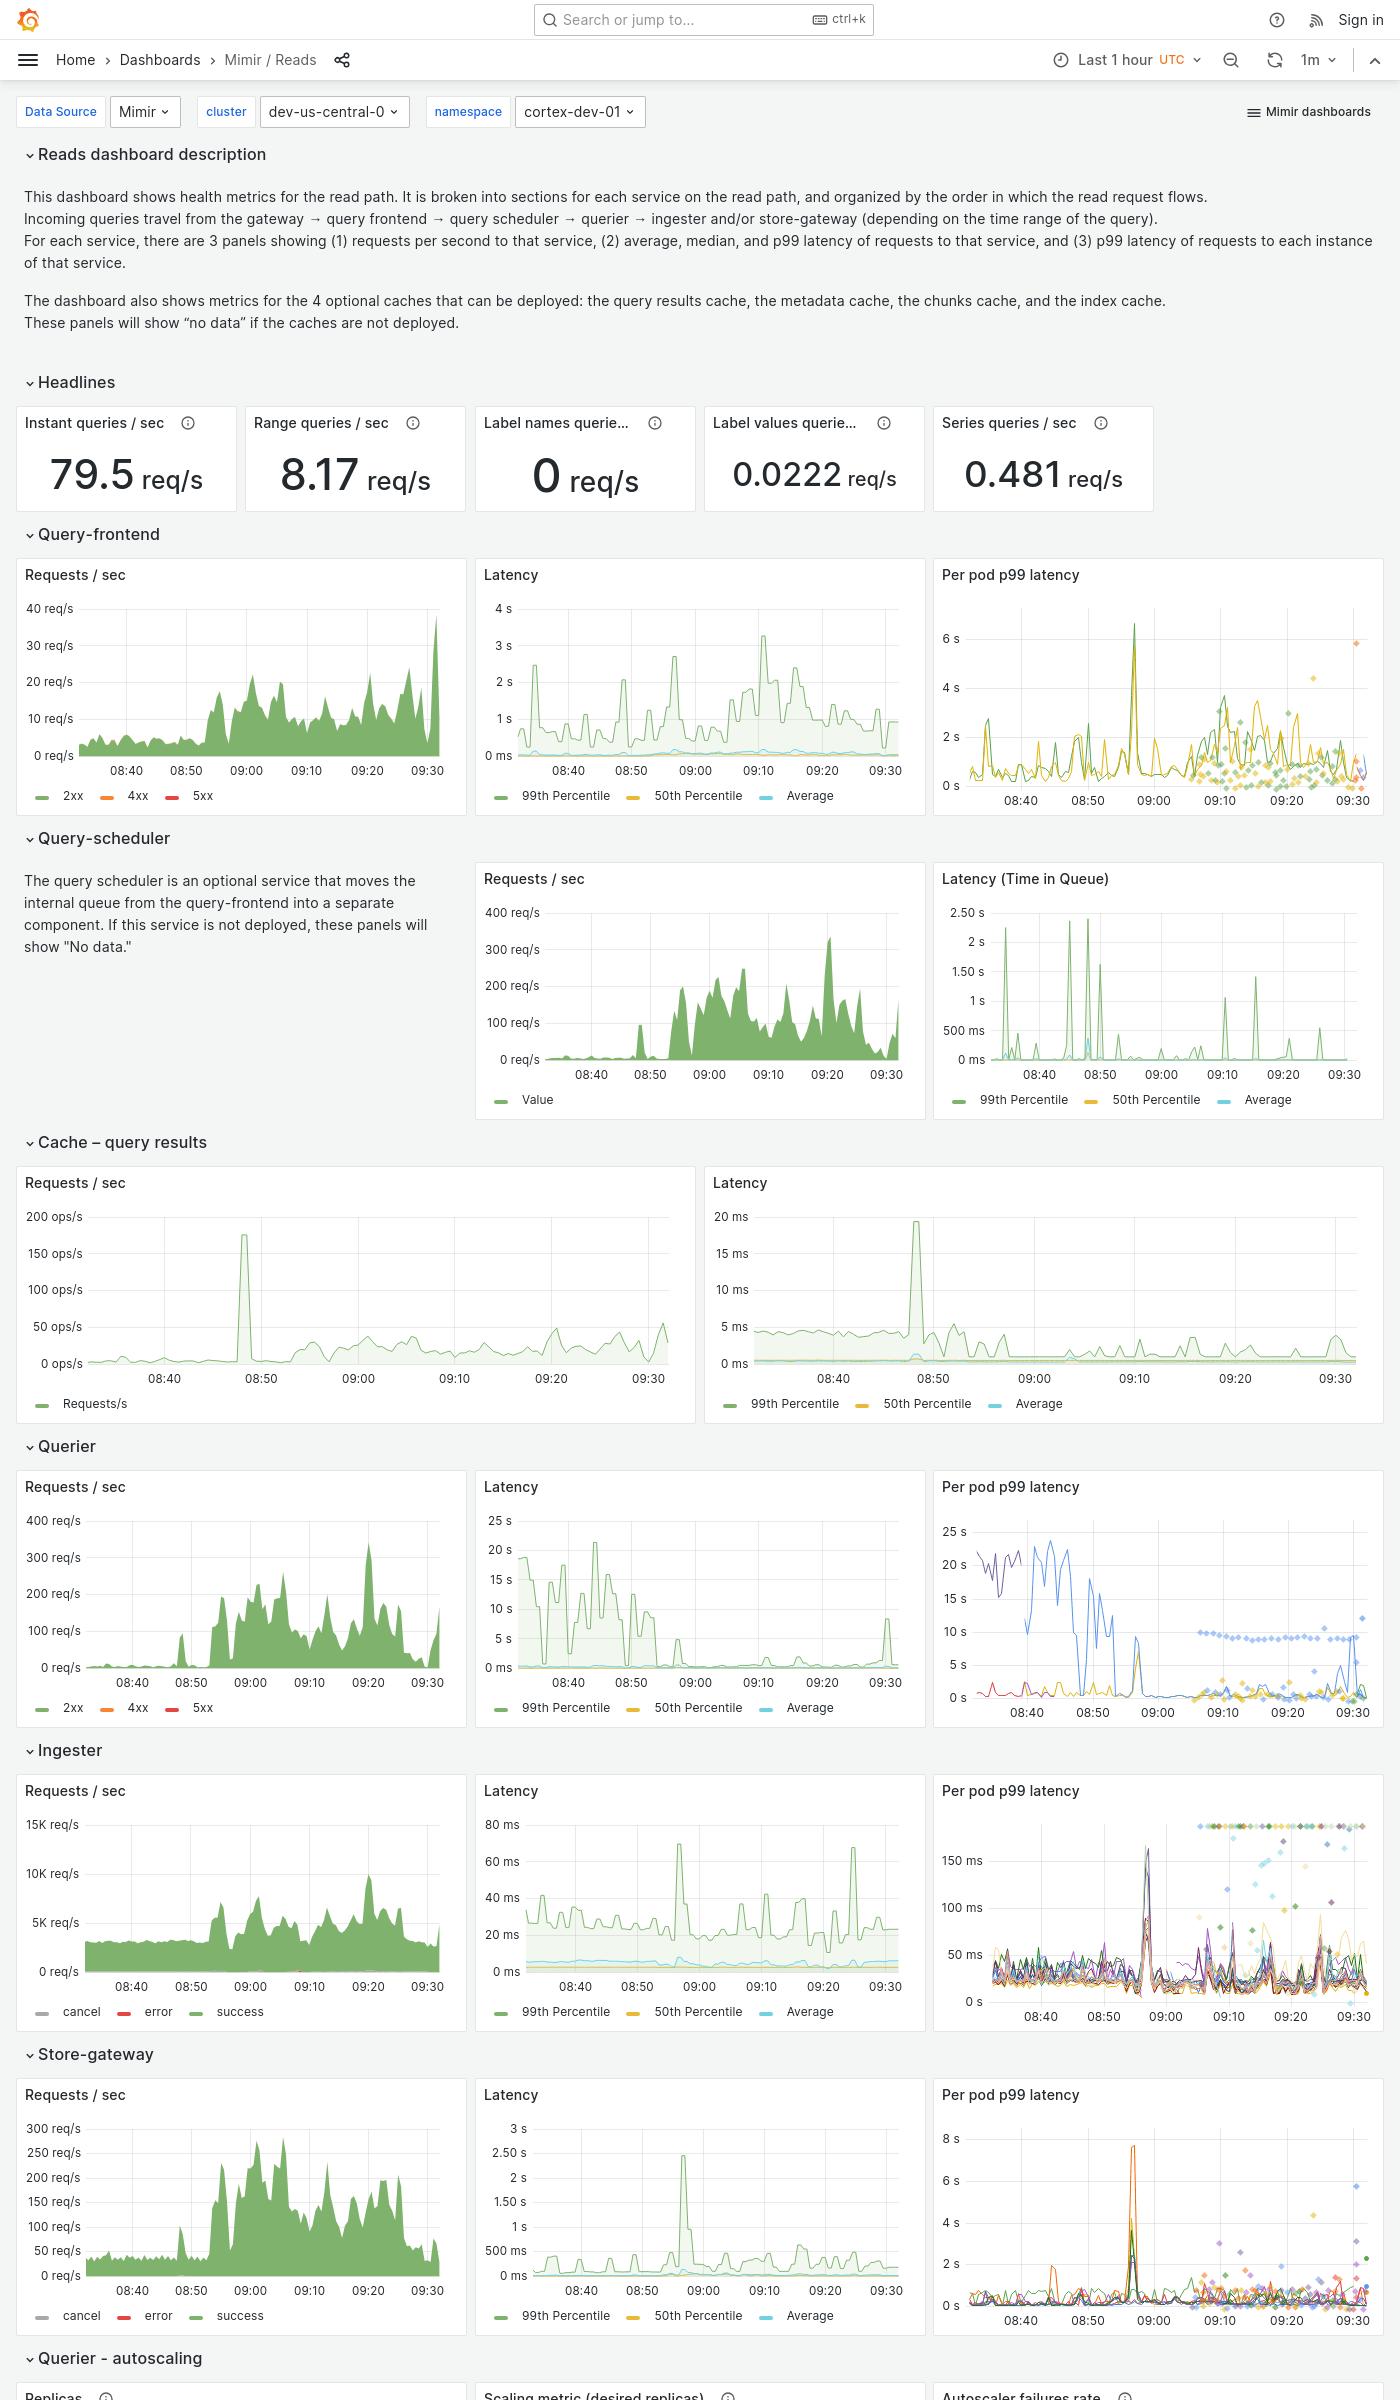 Search or jump to...
ctrl+k
Sign in
Home
Dashboards
Mimir / Reads
Last 1 hour UTC
1m
Data Source
Mimir
cluster
dev-us-central-0
namespace
cortex-dev-01
Mimir dashboards
Reads dashboard description
This dashboard shows health metrics for the read path. It is broken into sections for each service on the read path, and organized by the order in which the read request flows.
Incoming queries travel from the gateway → query frontend → query scheduler → querier → ingester and/or store-gateway (depending on the time range of the query).
For each service, there are 3 panels showing (1) requests per second to that service, (2) average, median, and p99 latency of requests to that service, and (3) p99 latency of requests to each instance
of that service.
The dashboard also shows metrics for the 4 optional caches that can be deployed: the query results cache, the metadata cache, the chunks cache, and the index cache.
These panels will show “no data” if the caches are not deployed.
Headlines
Instant queries / sec
79.5 req/s
Range queries / sec
8.17 req/s
Label names querie...
0 req/s
Label values querie...
0.0222 req/s
Series queries / sec
0.481 req/s
Query-frontend
Requests / sec
40 req/s
30 req/s
20 req/s
10 req/s
0 req/s
08:40 08:50 09:00 09:10 09:20 09:30
2xx 4xx 5xx
Latency
4 s
3 s
2 s
1 s
0 ms
08:40 08:50 09:00 09:10 09:20 09:30
99th Percentile 50th Percentile Average
Per pod p99 latency
6 s
4 s
2 s
0 s
08:40 08:50 09:00 09:10 09:20 09:30
Query-scheduler
The query scheduler is an optional service that moves the
internal queue from the query-frontend into a separate
component. If this service is not deployed, these panels will
show "No data."
Requests / sec
400 req/s
300 req/s
200 req/s
100 req/s
0 req/s
08:40 08:50 09:00 09:10 09:20 09:30
Value
Latency (Time in Queue)
2.50 s
2 s
1.50 s
1 s
500 ms
0 ms
08:40 08:50 09:00 09:10 09:20 09:30
99th Percentile 50th Percentile Average
Cache – query results
Requests / sec
200 ops/s
150 ops/s
100 ops/s
50 ops/s
0 ops/s
08:40 08:50 09:00 09:10 09:20 09:30
Requests/s
Latency
20 ms
15 ms
10 ms
5 ms
0 ms
08:40 08:50 09:00 09:10 09:20 09:30
99th Percentile 50th Percentile Average
Querier
Requests / sec
400 req/s
300 req/s
200 req/s
100 req/s
0 req/s
08:40 08:50 09:00 09:10 09:20 09:30
2xx 4xx 5xx
Latency
25 s
20 s
15 s
10 s
5 s
0 ms
08:40 08:50 09:00 09:10 09:20 09:30
99th Percentile 50th Percentile Average
Per pod p99 latency
25 s
20 s
15 s
10 s
5 s
0 s
08:40 08:50 09:00 09:10 09:20 09:30
Ingester
Requests / sec
15K req/s
10K req/s
5K req/s
0 req/s
08:40 08:50 09:00 09:10 09:20 09:30
cancel error success
Latency
80 ms
60 ms
40 ms
20 ms
0 ms
08:40 08:50 09:00 09:10 09:20 09:30
99th Percentile 50th Percentile Average
Per pod p99 latency
150 ms
100 ms
50 ms
0 s
08:40 08:50 09:00 09:10 09:20 09:30
Store-gateway
Requests / sec
300 req/s
250 req/s
200 req/s
150 req/s
100 req/s
50 req/s
0 req/s
08:40 08:50 09:00 09:10 09:20 09:30
cancel error success
Latency
3 s
2.50 s
2 s
1.50 s
1 s
500 ms
0 ms
08:40 08:50 09:00 09:10 09:20 09:30
99th Percentile 50th Percentile Average
Per pod p99 latency
8 s
6 s
4 s
2 s
0 s
08:40 08:50 09:00 09:10 09:20 09:30
Querier - autoscaling
Replicas
Scaling metric (desired replicas)
Autoscaler failures rate